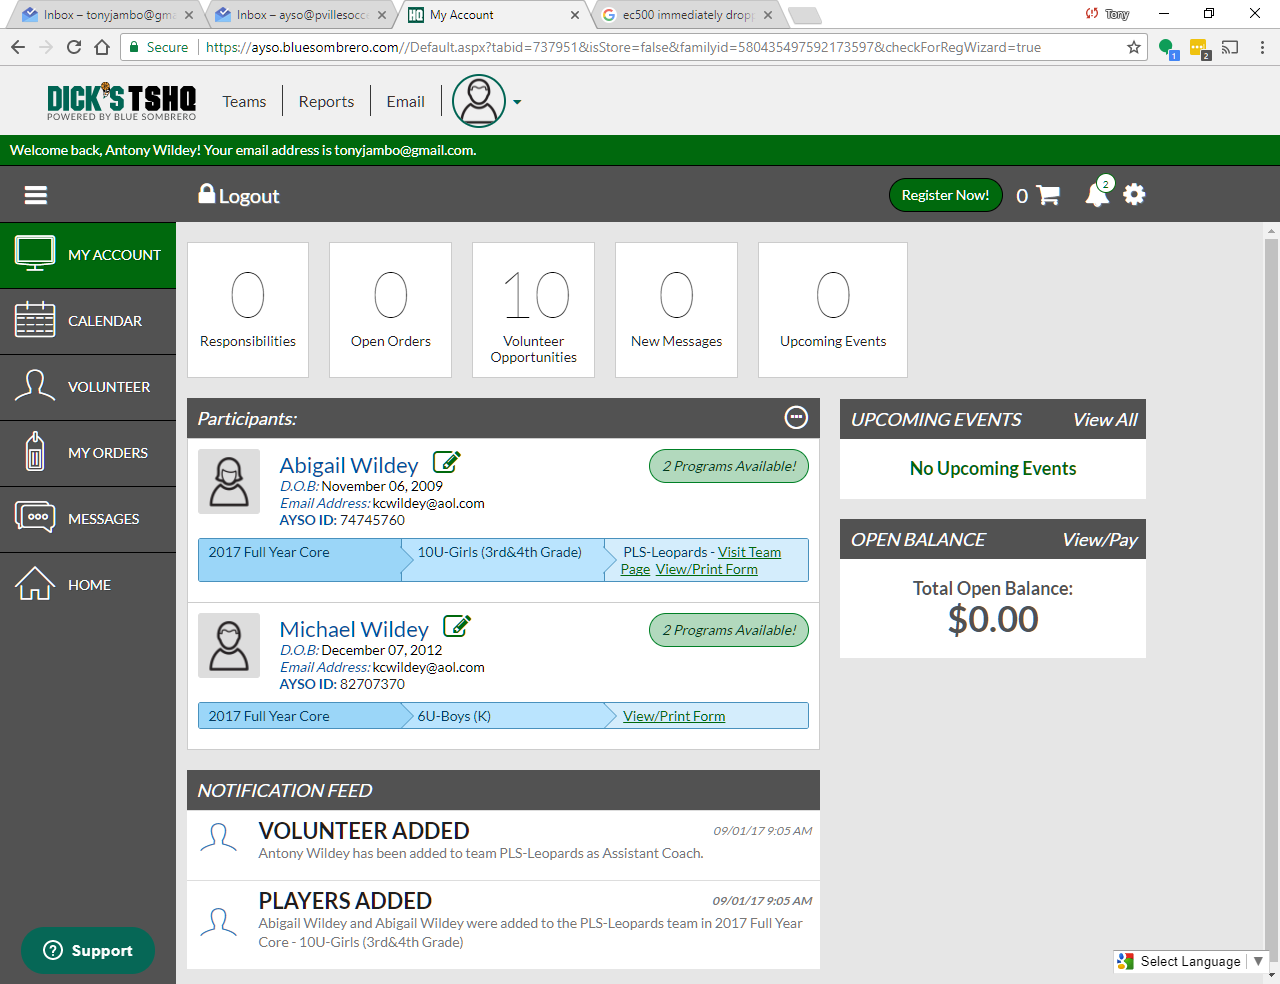 Inbox – tonyjambo@gm
Inbox – ayso@pvillesocc
My Account
ec500 immediately drop
Tony
Secure
https://ayso.bluesombrero.com//Default.aspx?tabid=737951&isStore=false&familyid=580435497592173597&checkForRegWizard=true
1
2
DICK'S TSHQ
POWERED BY BLUE SOMBRERO
Teams
Reports
Email
Welcome back, Antony Wildey! Your email address is tonyjambo@gmail.com.
Logout
Register Now!
0
2
MY ACCOUNT
CALENDAR
VOLUNTEER
MY ORDERS
MESSAGES
HOME
Support
0
Responsibilities
0
Open Orders
10
Volunteer
Opportunities
0
New Messages
0
Upcoming Events
Participants:
Abigail Wildey
2 Programs Available!
D.O.B: November 06, 2009
Email Address: kcwildey@aol.com
AYSO ID: 74745760
2017 Full Year Core
10U-Girls (3rd&4th Grade)
PLS-Leopards - Visit Team
Page View/Print Form
Michael Wildey
2 Programs Available!
D.O.B: December 07, 2012
Email Address: kcwildey@aol.com
AYSO ID: 82707370
2017 Full Year Core
6U-Boys (K)
View/Print Form
UPCOMING EVENTS
View All
No Upcoming Events
OPEN BALANCE
View/Pay
Total Open Balance:
$0.00
NOTIFICATION FEED
VOLUNTEER ADDED
09/01/17 9:05 AM
Antony Wildey has been added to team PLS-Leopards as Assistant Coach.
PLAYERS ADDED
09/01/17 9:05 AM
Abigail Wildey and Abigail Wildey were added to the PLS-Leopards team in 2017 Full Year
Core - 10U-Girls (3rd&4th Grade)
Select Language